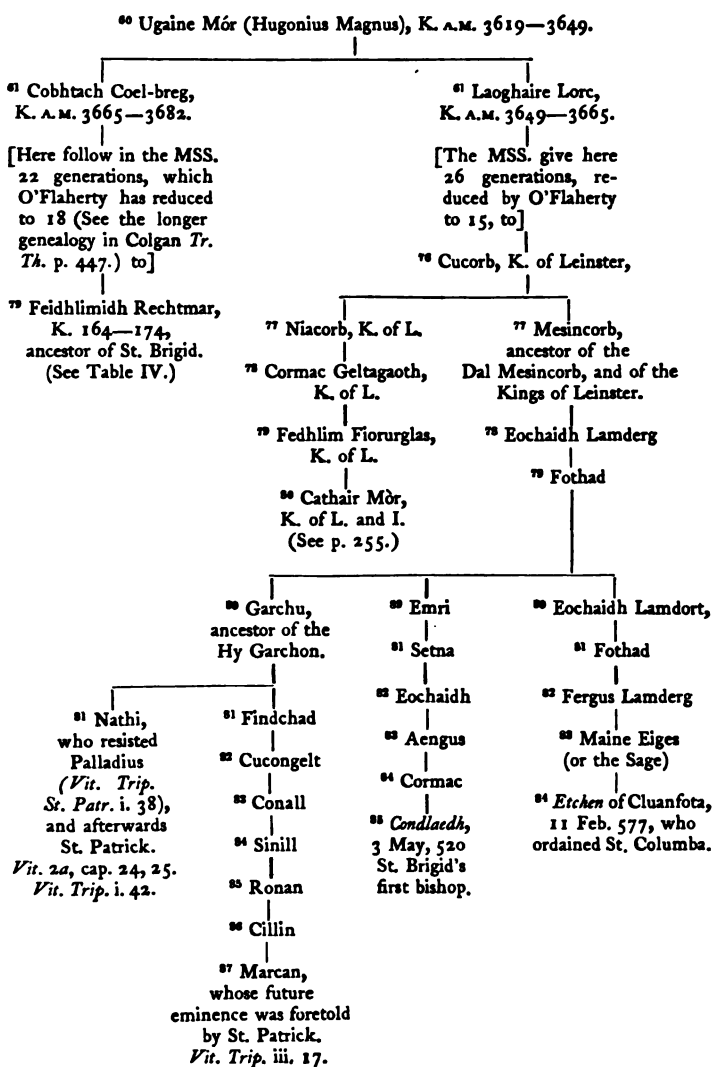 60 Ugaine Mór (Hugonius Magnus), K. A.M. 3619—3649.
61 Cobhtach Coel-breg,
K. A.M. 3665—3682.
[Here follow in the MSS.
22 generations, which
O'Flaherty has reduced
to 18 (See the longer
genealogy in Colgan Tr.
Th. p. 447.) to]
79 Feidhlimidh Rechtmar,
K. 164—174,
ancestor of St. Brigid.
(See Table IV.)
61 Laoghaire Lorc,
K. A.M. 3649—3665.
[The MSS. give here
26 generations, re-
duced by O'Flaherty
to 15, to]
76 Cucorb, K. of Leinster,
77 Niacorb, K. of L.
78 Cormac Geltagaoth,
K. of L.
79 Fedhlim Fiorurglas,
K. of L.
80 Cathair Mòr,
K. of L. and I.
(See p. 255.)
77 Mesincorb,
ancestor of the
Dal Mesincorb, and of the
Kings of Leinster.
78 Eochaidh Lamderg
79 Fothad
80 Garchu,
ancestor of the
Hy Garchon.
81 Nathi,
who resisted
Palladius
(Vit. Trip.
St. Patr. i. 38),
and afterwards
St. Patrick.
Vit. 2a, cap. 24, 25.
Vit. Trip. i. 42.
81 Findchad
82 Cucongelt
83 Conall
84 Sinill
85 Ronan
86 Cillin
87 Marcan,
whose future
eminence was foretold
by St. Patrick.
Vit. Trip. iii. 17.
80 Emri
81 Setna
82 Eochaidh
83 Aengus
84 Cormac
85 Condlaedh,
3 May, 520
St. Brigid's
first bishop.
80 Eochaidh Lamdort,
81 Fothad
82 Fergus Lamderg
83 Maine Eiges
(or the Sage)
84 Etchen of Cluanfota,
11 Feb. 577, who
ordained St. Columba.